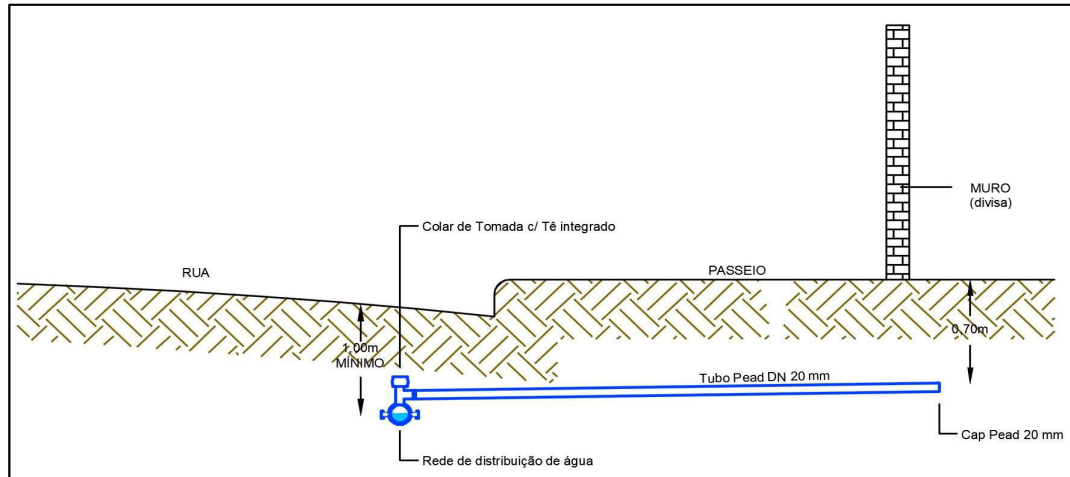 MURO
(divisa)
Colar de Tomada c/ Tê integrado
RUA
PASSEIO
1,00m
MÍNIMO
0,70m
Tubo Pead DN 20 mm
Cap Pead 20 mm
Rede de distribuição de água